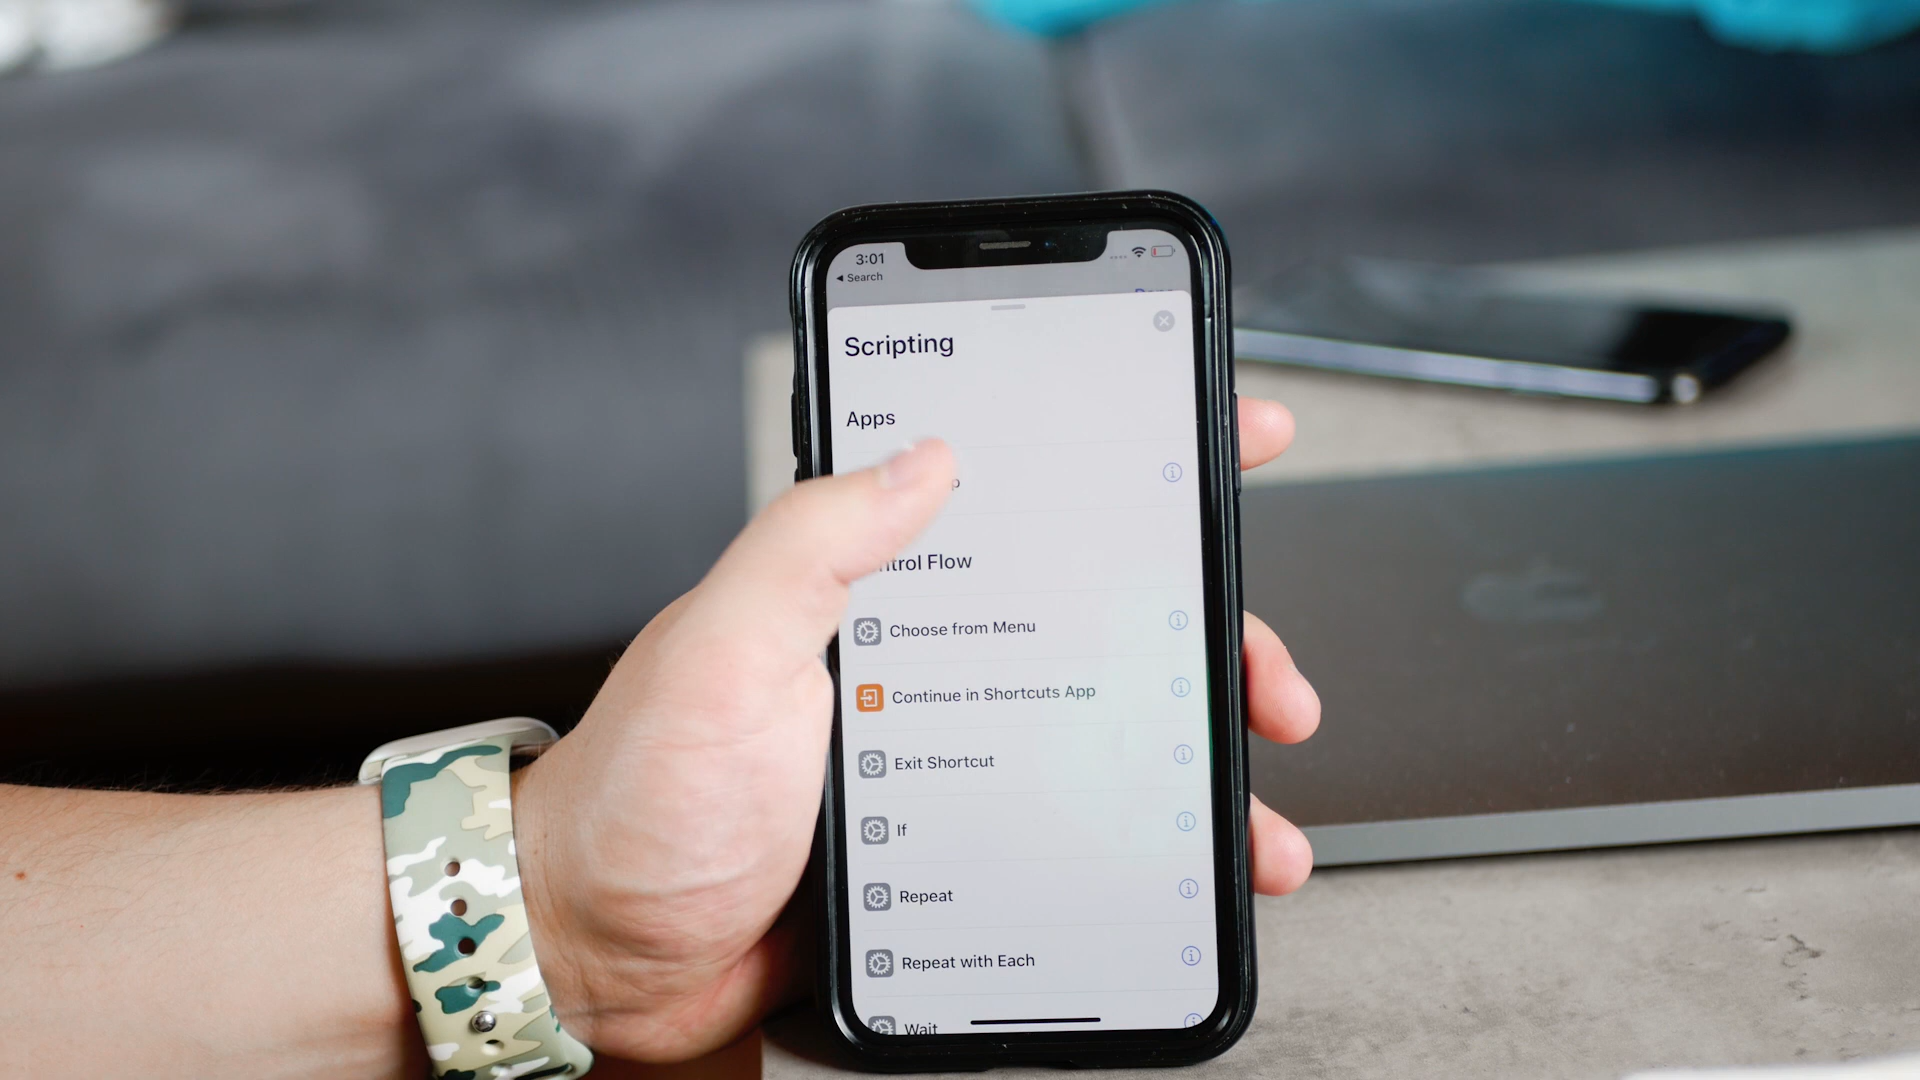 3:01
◀ Search
Scripting
Apps
Flow
Choose from Menu
Continue in Shortcuts App
Exit Shortcut
If
Repeat
Repeat with Each
Wait